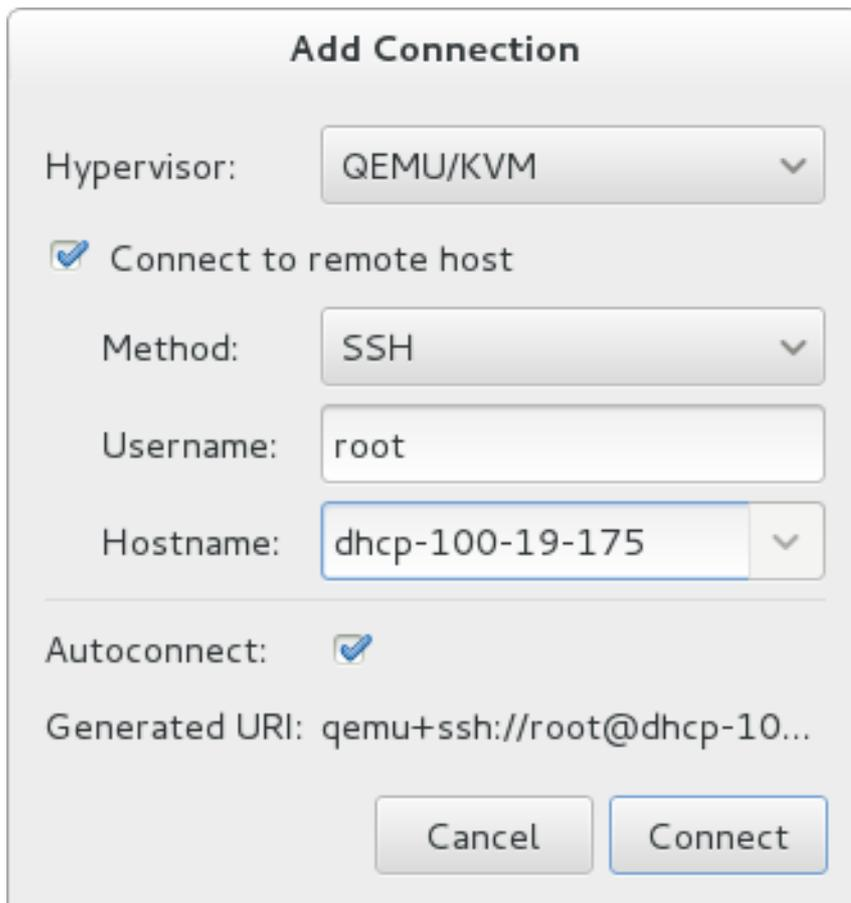 Add Connection
Hypervisor: QEMU/KVM
Connect to remote host
Method: SSH
Username: root
Hostname: dhcp-100-19-175
Autoconnect:
Generated URI: qemu+ssh://root@dhcp-10...
Cancel Connect